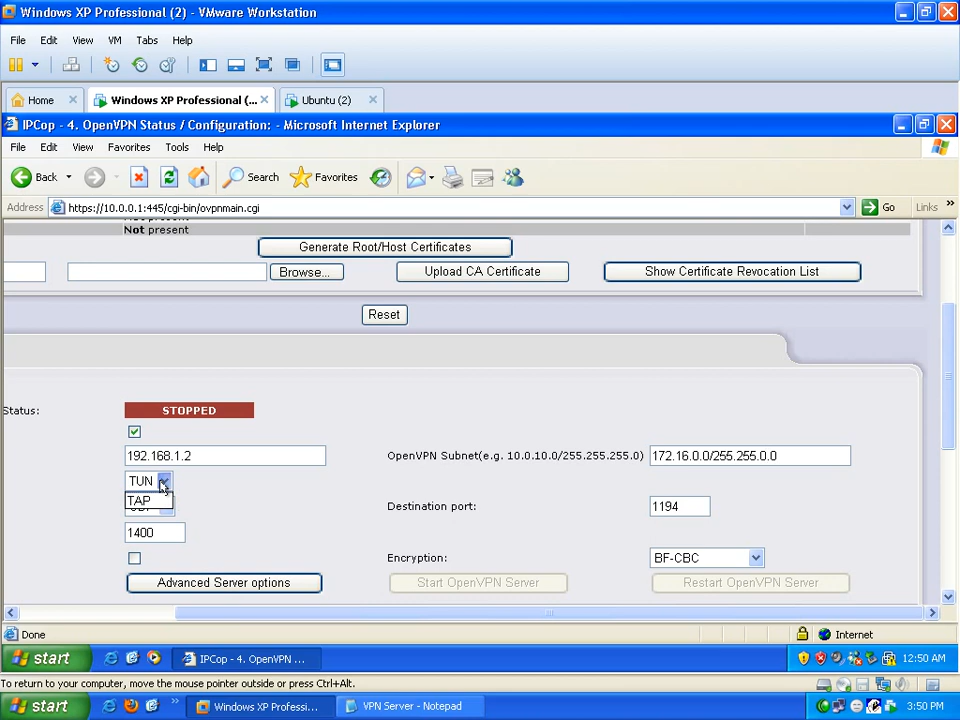 Windows XP Professional (2) - VMware Workstation
File Edit View VM Tabs Help
Home Windows XP Professional (... Ubuntu (2)
IPCop - 4. OpenVPN Status / Configuration: - Microsoft Internet Explorer
File Edit View Favorites Tools Help
Back Search Favorites
Address https://10.0.0.1:445/cgi-bin/ovpnmain.cgi Go Links »
Not present
Generate Root/Host Certificates
Browse... Upload CA Certificate Show Certificate Revocation List
Reset
Status: STOPPED
192.168.1.2 OpenVPN Subnet(e.g. 10.0.10.0/255.255.255.0) 172.16.0.0/255.255.0.0
TUN
TAP
Destination port: 1194
1400
Encryption: BF-CBC
Advanced Server options Start OpenVPN Server Restart OpenVPN Server
Done Internet
start IPCop - 4. OpenVPN ... 12:50 AM
To return to your computer, move the mouse pointer outside or press Ctrl+Alt.
start » Windows XP Professi... VPN Server - Notepad 3:50 PM